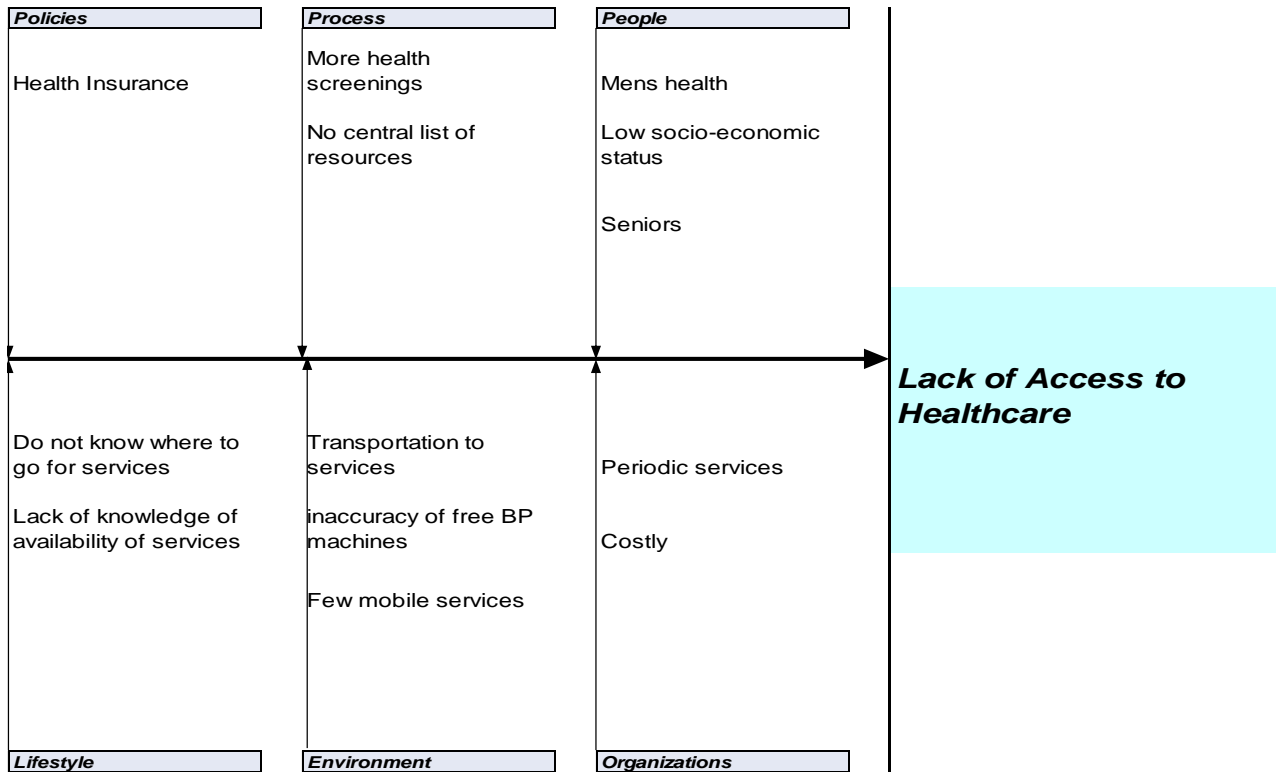 Policies
Process
People
Health Insurance
More health
screenings
No central list of
resources
Mens health
Low socio-economic
status
Seniors
Lack of Access to
Healthcare
Do not know where to
go for services
Lack of knowledge of
availability of services
Transportation to
services
inaccuracy of free BP
machines
Few mobile services
Periodic services
Costly
Lifestyle
Environment
Organizations